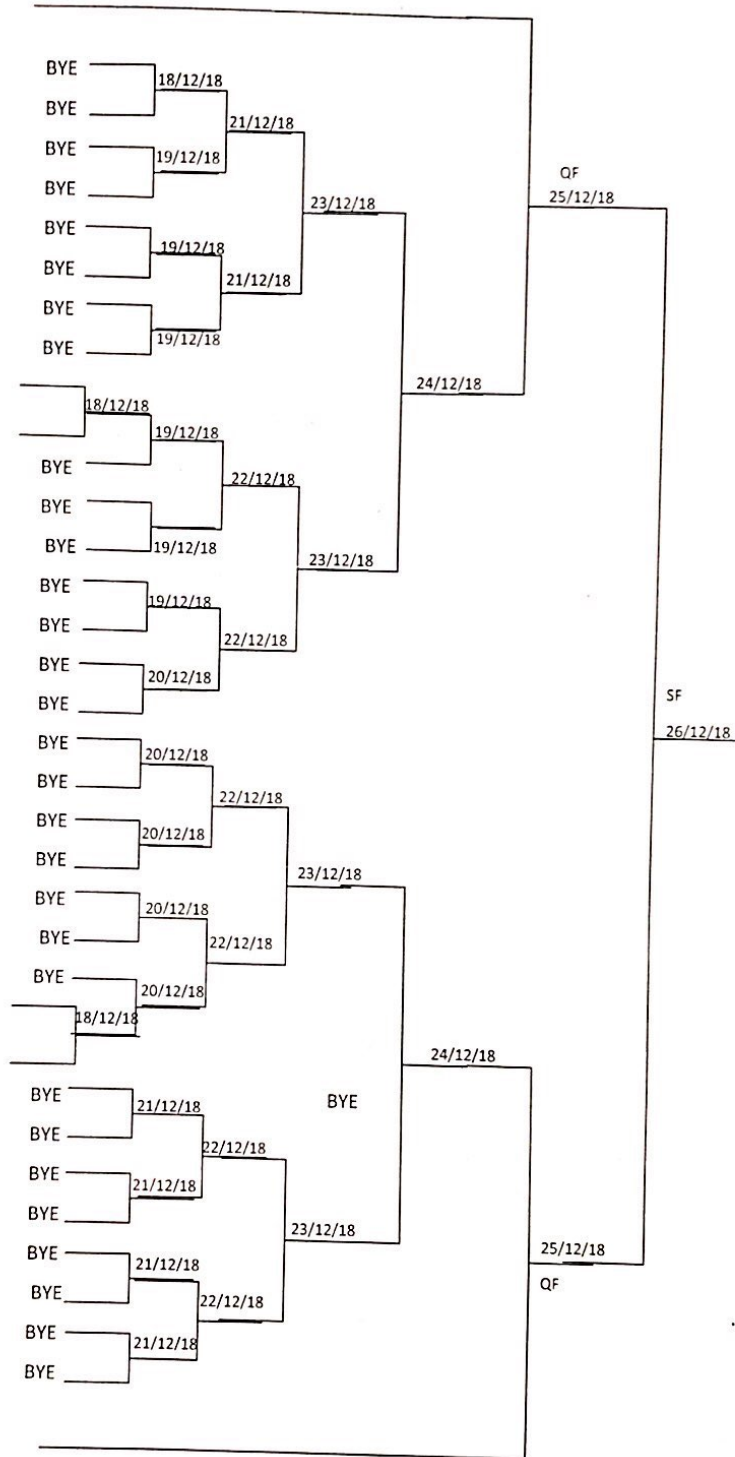 BYE 18/12/18
BYE 21/12/18
BYE 19/12/18
QF
BYE 23/12/18 25/12/18
BYE 19/12/18
BYE 21/12/18
BYE
BYE 19/12/18
24/12/18
18/12/18
19/12/18
BYE 22/12/18
BYE
BYE 19/12/18
23/12/18
BYE 19/12/18
BYE 22/12/18
BYE 20/12/18
BYE SF
26/12/18
BYE 20/12/18
BYE 22/12/18
BYE 20/12/18
BYE 23/12/18
BYE 20/12/18
BYE 22/12/18
BYE 20/12/18
18/12/18
24/12/18
BYE 21/12/18 BYE
BYE 22/12/18
BYE 21/12/18
BYE 23/12/18
BYE 21/12/18 25/12/18
BYE 22/12/18 QF
BYE 21/12/18
BYE